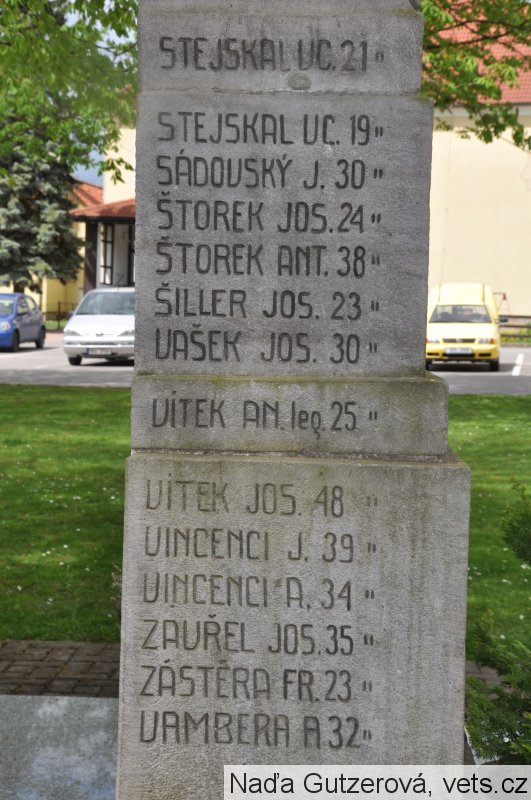 STEJSKAL VC. 21 "
STEJSKAL VC. 19 "
SÁDOVSKÝ J. 30 "
ŠTOREK JOS. 24 "
ŠTOREK ANT. 38 "
ŠILLER JOS. 23 "
VAŠEK JOS. 30 "
VÍTEK AN. leg. 25 "
VÍTEK JOS. 48 "
VINCENCI J. 39 "
VINCENCI A. 34 "
ZAVŘEL JOS. 35 "
ZÁSTĚRA FR. 23 "
VAMBERA A 32 "
Naďa Gutzerová, vets.cz